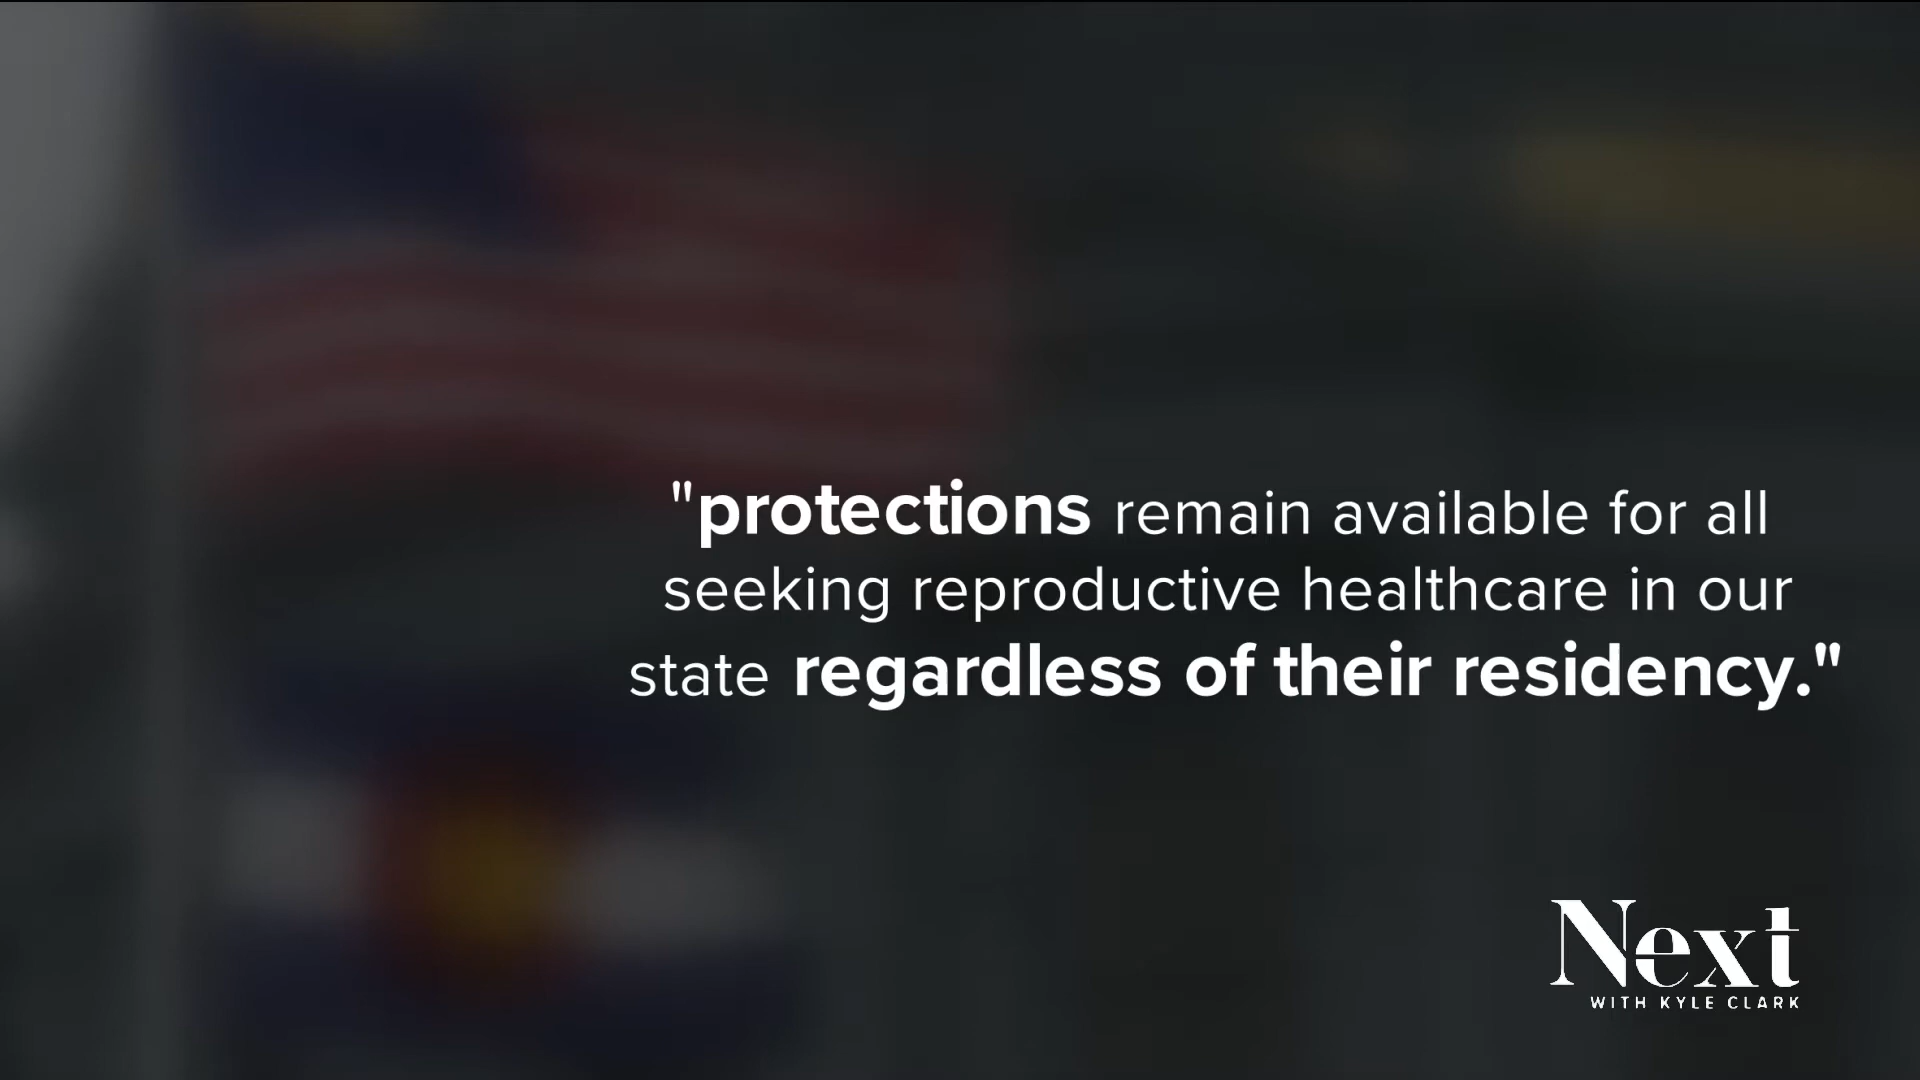 "protections remain available for all
seeking reproductive healthcare in our
state regardless of their residency."
Next
WITH KYLE CLARK